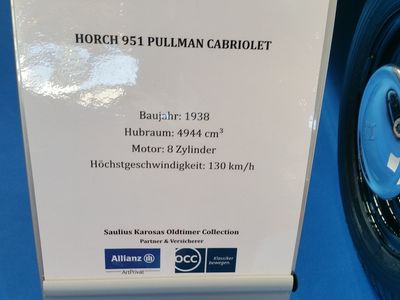 HORCH 951 PULLMAN CABRIOLET
Baujahr: 1938
Hubraum: 4944 cm³
Motor: 8 Zylinder
Höchstgeschwindigkeit: 130 km/h
Saulius Karosas Oldtimer Collection
Partner & Versicherer
Allianz
ArtPrivat
OCC
Klassiker
bewegen.